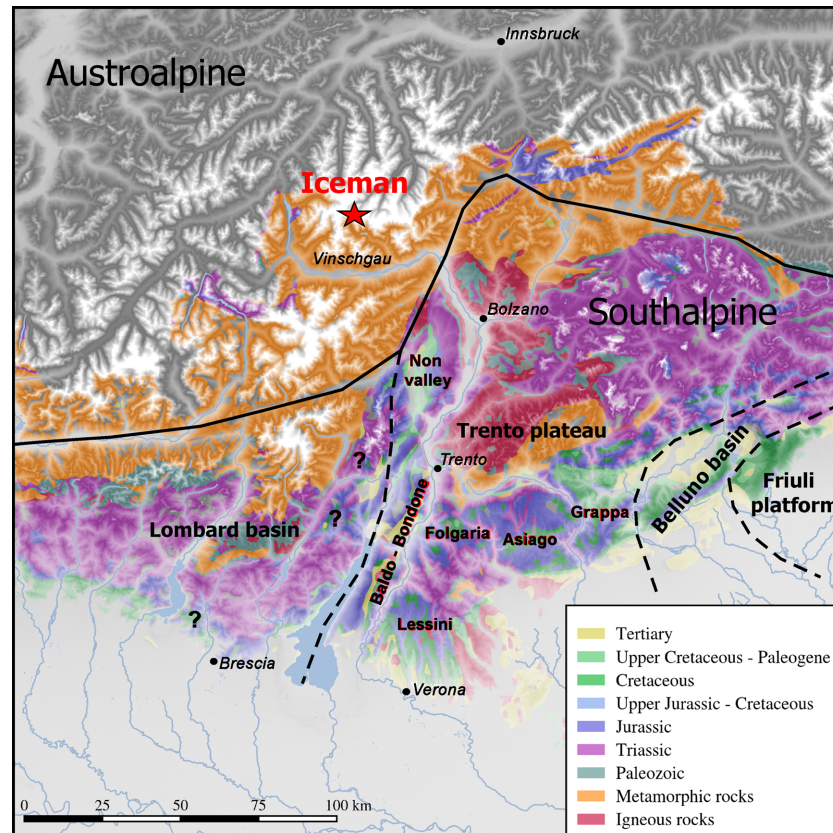 Innsbruck
Austroalpine
Iceman
Vinschgau
Bolzano
Southalpine
Non
valley
Trento plateau
Trento
?
Lombard basin
?
Baldo - Bondone
Folgaria
Asiago
Grappa
Belluno basin
Friuli
platform
?
Lessini
Brescia
Verona
Tertiary
Upper Cretaceous - Paleogene
Cretaceous
Upper Jurassic - Cretaceous
Jurassic
Triassic
Paleozoic
Metamorphic rocks
Igneous rocks
0 25 50 75 100 km